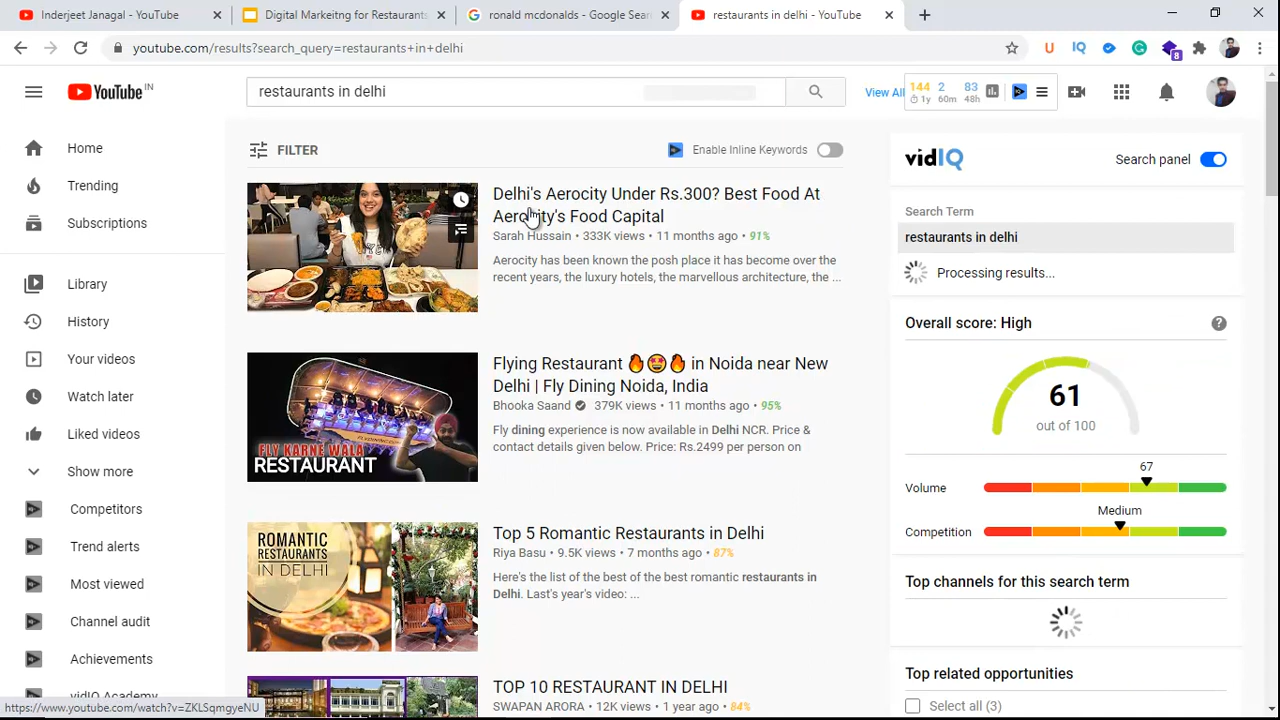 Inderjeet Janagal - YouTube
Digital Markeitng for Restaurants
ronald mcdonalds - Google Sear
restaurants in delhi - YouTube
youtube.com/results?search_query=restaurants+in+delhi
U
IQ
8
YouTube IN
restaurants in delhi
View All
144 2 83
1y 60m 48h
Home
Trending
Subscriptions
Library
History
Your videos
Watch later
Liked videos
Show more
Competitors
Trend alerts
Most viewed
Channel audit
Achievements
vidIQ Academy
https://www.youtube.com/watch?v=ZKLSqmgyeNU
FILTER
Enable Inline Keywords
Delhi's Aerocity Under Rs.300? Best Food At
Aerocity's Food Capital
Sarah Hussain • 333K views • 11 months ago • 91%
Aerocity has been known the posh place it has become over the
recent years, the luxury hotels, the marvellous architecture, the ...
FLYDINING.COM
FLY KARNE WALA
RESTAURANT
Flying Restaurant 🔥🤩🔥 in Noida near New
Delhi | Fly Dining Noida, India
Bhooka Saand 379K views • 11 months ago • 95%
Fly dining experience is now available in Delhi NCR. Price &
contact details given below. Price: Rs.2499 per person on
ROMANTIC
RESTAURANTS
IN DELHI
Top 5 Romantic Restaurants in Delhi
Riya Basu • 9.5K views • 7 months ago • 87%
Here's the list of the best of the best romantic restaurants in
Delhi. Last's year's video: ...
TOP 10 RESTAURANT IN DELHI
SWAPAN ARORA • 12K views • 1 year ago • 84%
vidIQ
Search panel
Search Term
restaurants in delhi
Processing results...
Overall score: High
?
61
out of 100
67
Volume
Medium
Competition
Top channels for this search term
Top related opportunities
Select all (3)